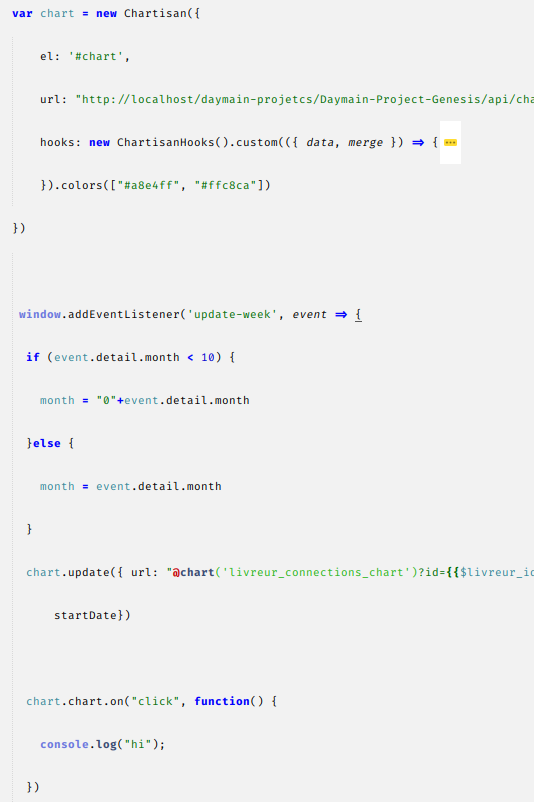 var chart = new Chartisan({
el: '#chart',
url: "http://localhost/daymain-projetcs/Daymain-Project-Genesis/api/cha
hooks: new ChartisanHooks().custom(({ data, merge }) => {
}).colors(["#a8e4ff", "#ffc8ca"])
})
window.addEventListener('update-week', event => {
if (event.detail.month < 10) {
month = "0"+event.detail.month
}else {
month = event.detail.month
}
chart.update({ url: "@chart('livreur_connections_chart')?id={{$livreur_id
startDate})
chart.chart.on("click", function() {
console.log("hi");
})